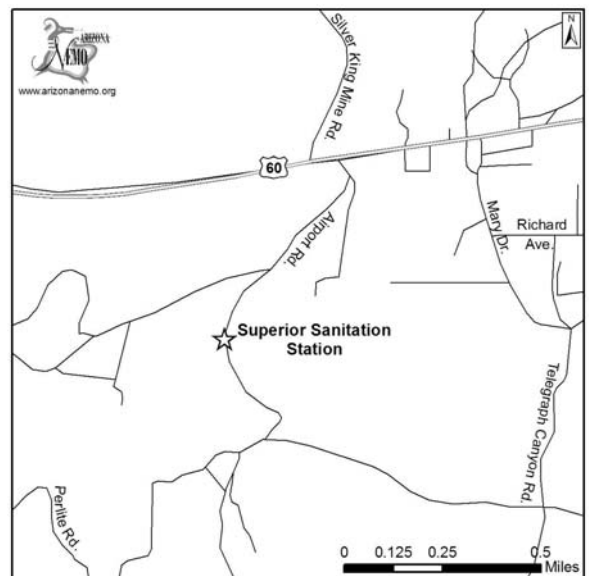 ARIZONA
NEMO
www.arizonanemo.org
N
Silver King Mine Rd.
60
Airport Rd.
Mary Dr.
Richard
Ave.
Superior Sanitation
Station
Telegraph Canyon Rd.
Perlite Rd.
0 0.125 0.25 0.5
Miles